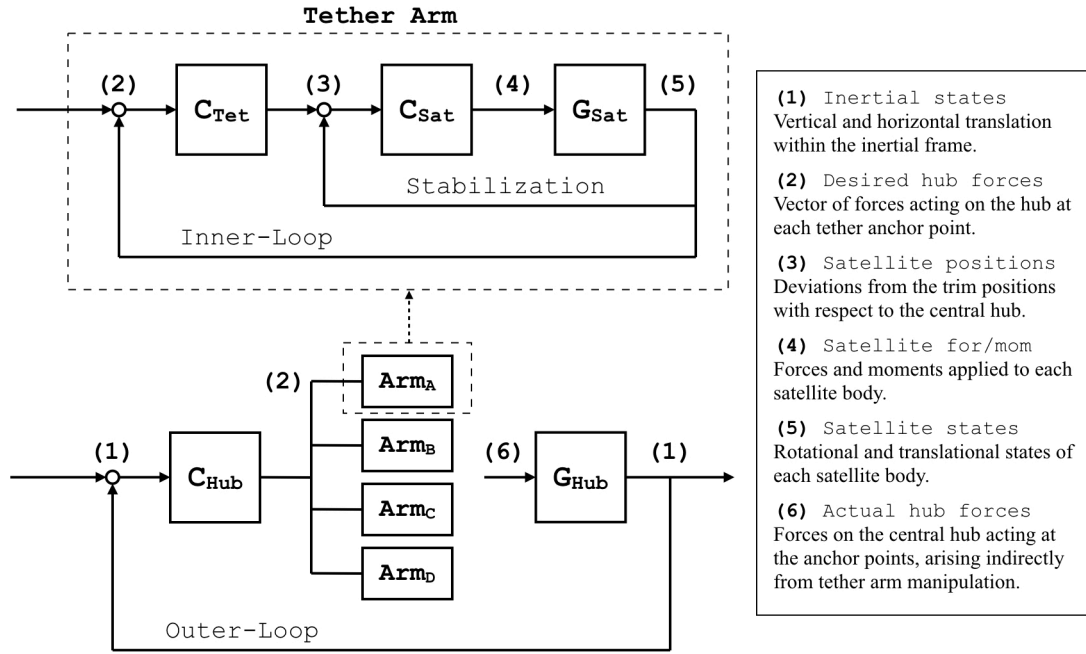 Tether Arm
(2)
(3)
(4)
(5)
C_Tet
C_Sat
G_Sat
Stabilization
Inner-Loop
(2)
Arm_A
Arm_B
Arm_C
Arm_D
(1)
C_Hub
(6)
G_Hub
(1)
Outer-Loop
(1) Inertial states
Vertical and horizontal translation
within the inertial frame.
(2) Desired hub forces
Vector of forces acting on the hub at
each tether anchor point.
(3) Satellite positions
Deviations from the trim positions
with respect to the central hub.
(4) Satellite for/mom
Forces and moments applied to each
satellite body.
(5) Satellite states
Rotational and translational states of
each satellite body.
(6) Actual hub forces
Forces on the central hub acting at
the anchor points, arising indirectly
from tether arm manipulation.